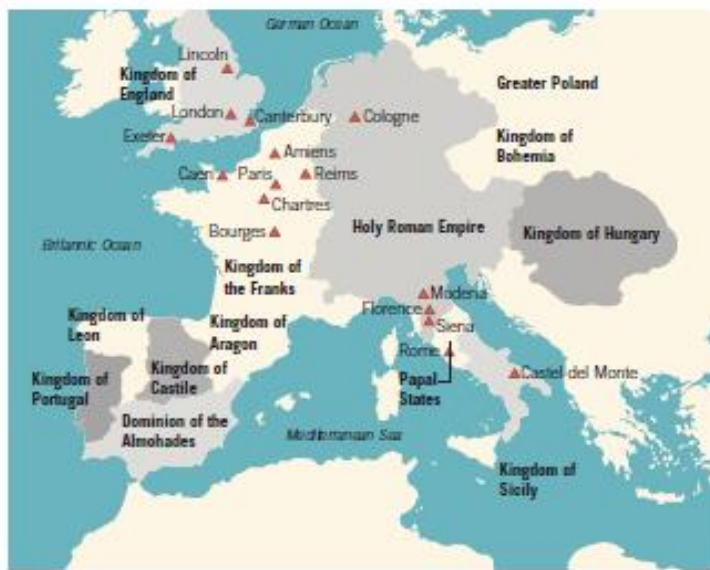 German Ocean
Lincoln
Kingdom of
England
Greater Poland
London
Canterbury
Cologne
Exeter
Kingdom of
Bohemia
Amiens
Caen
Paris
Reims
Chartres
Holy Roman Empire
Kingdom of Hungary
Bourges
Britannic Ocean
Kingdom of
the Franks
Modena
Florence
Siena
Kingdom of
Leon
Kingdom of
Aragon
Rome
Kingdom of
Castile
Papal
States
Castel del Monte
Kingdom of
Portugal
Dominion of the
Almohades
Mediterranean Sea
Kingdom of
Sicily